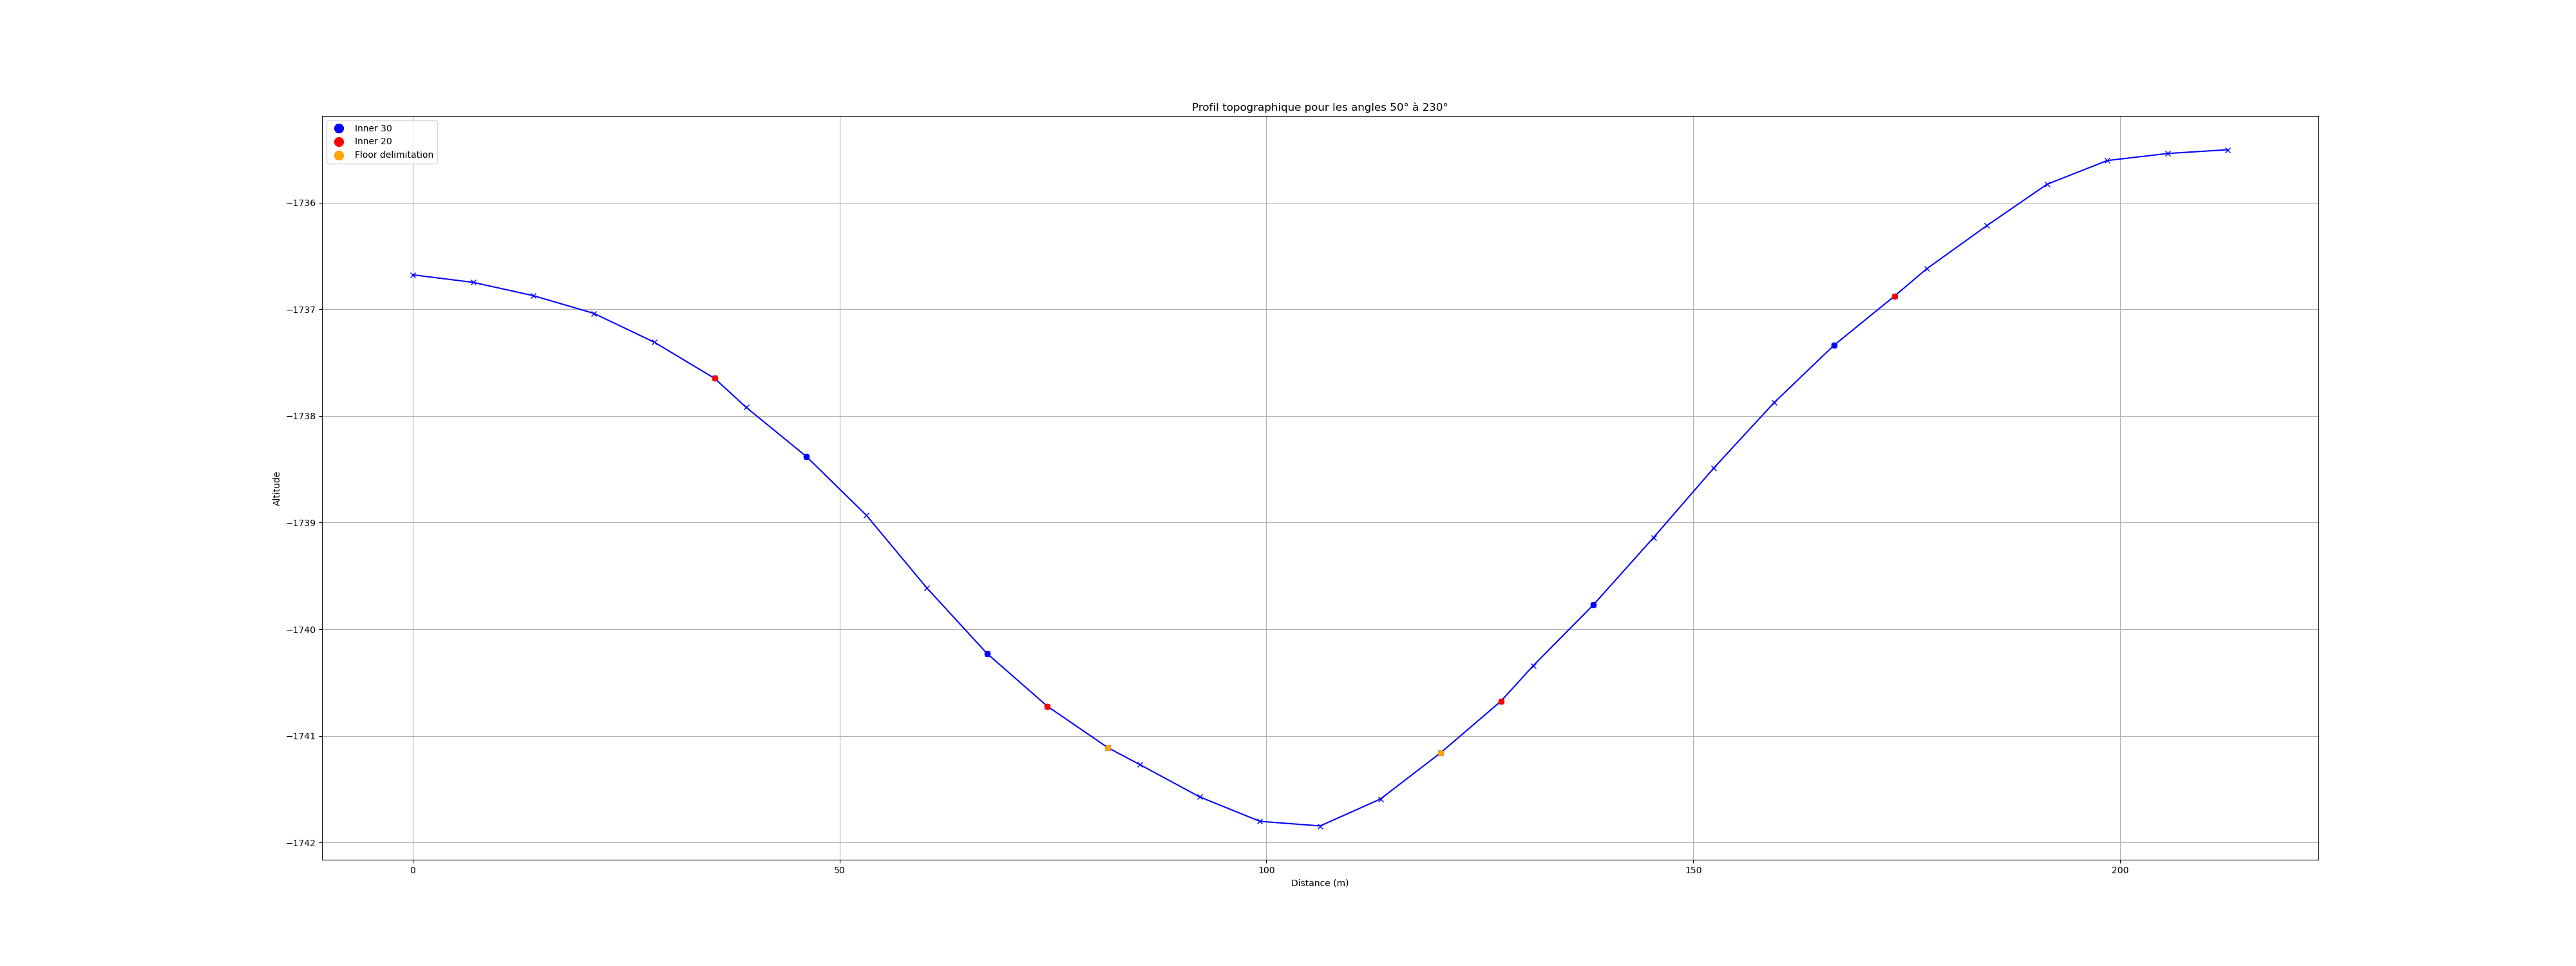 Profil topographique pour les angles 50° à 230°
Inner 30
Inner 20
Floor delimitation
−1736
−1737
−1738
−1739
−1740
−1741
−1742
Altitude
0 50 100 150 200
Distance (m)